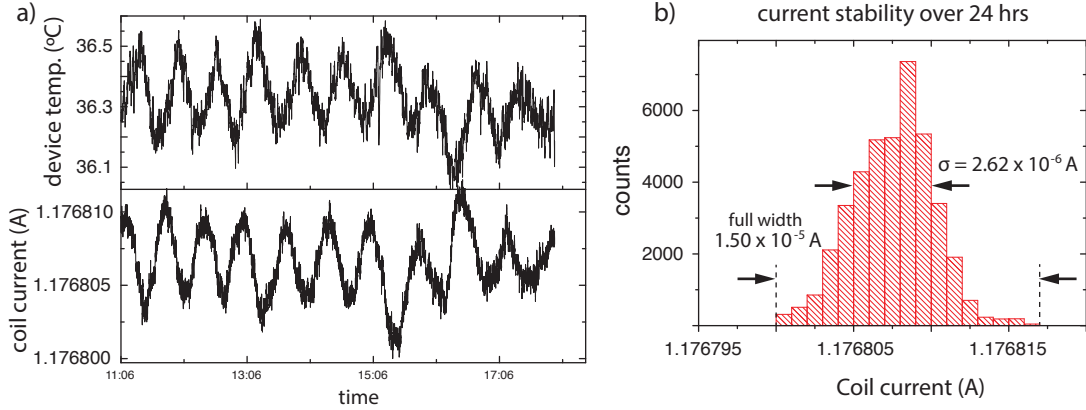 a)
device temp. (ºC)
36.5
36.3
36.1
coil current (A)
1.176810
1.176805
1.176800
11:06
13:06
15:06
17:06
time
b)
current stability over 24 hrs
counts
6000
4000
2000
σ = 2.62 x 10⁻⁶ A
full width
1.50 x 10⁻⁵ A
1.176795
1.176805
1.176815
Coil current (A)